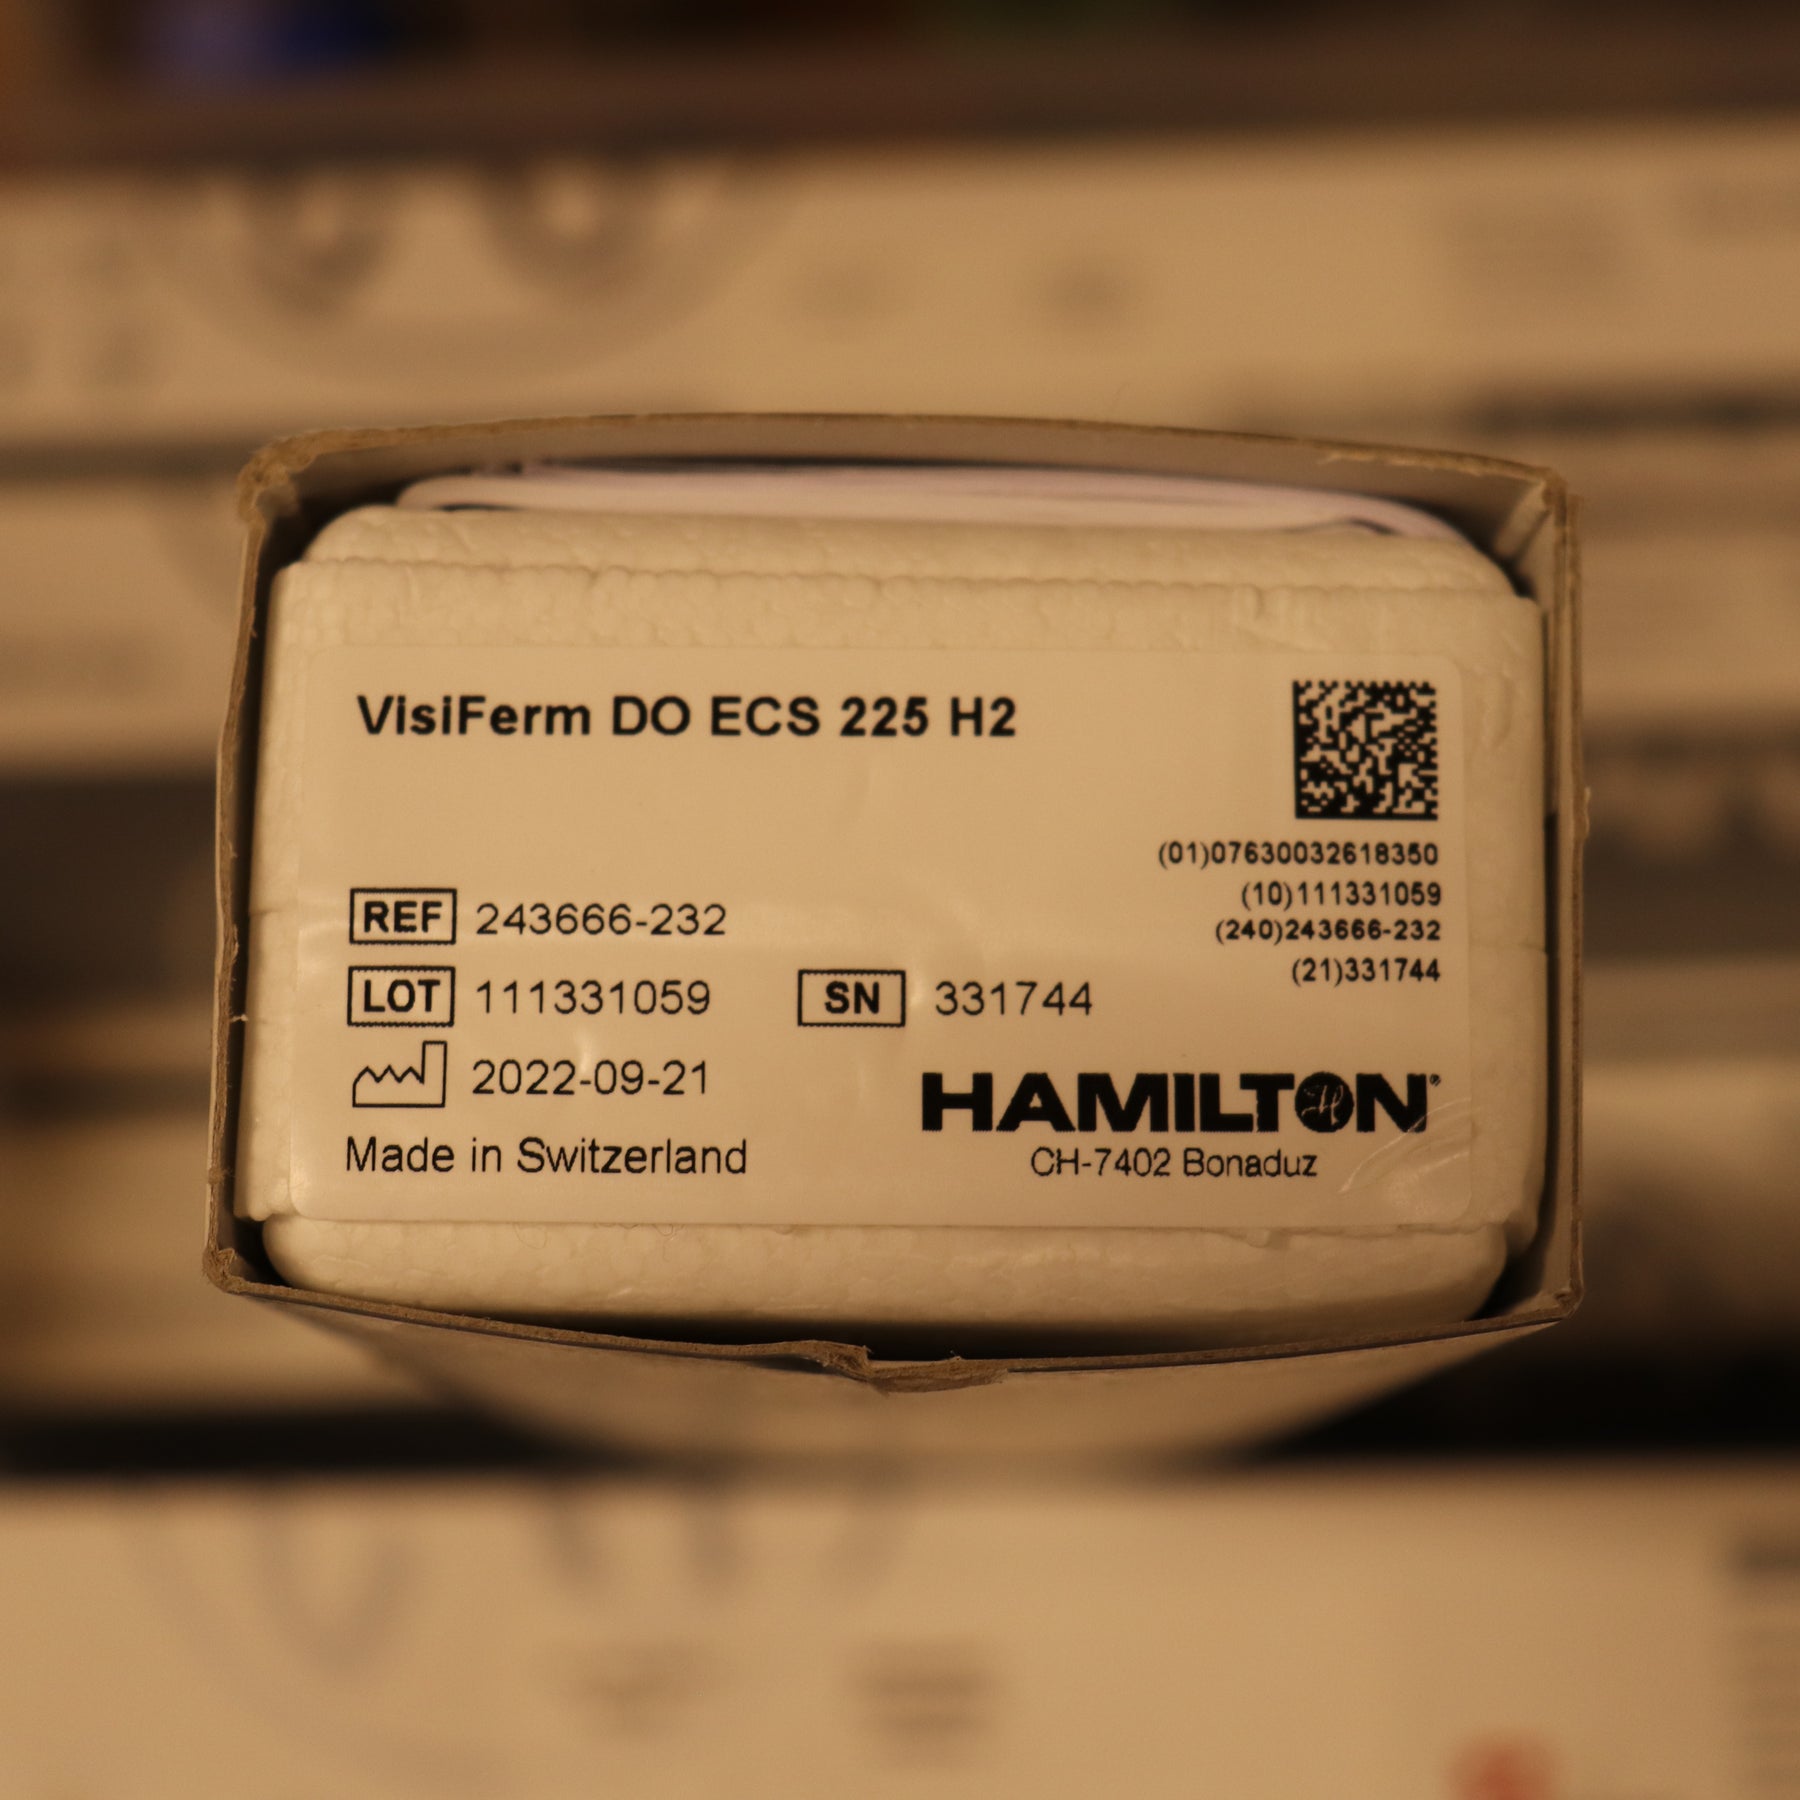 VisiFerm DO ECS 225 H2
(01)07630032618350
(10)111331059
(240)243666-232
(21)331744
REF 243666-232
LOT 111331059 SN 331744
2022-09-21
Made in Switzerland
HAMILTON®
CH-7402 Bonaduz